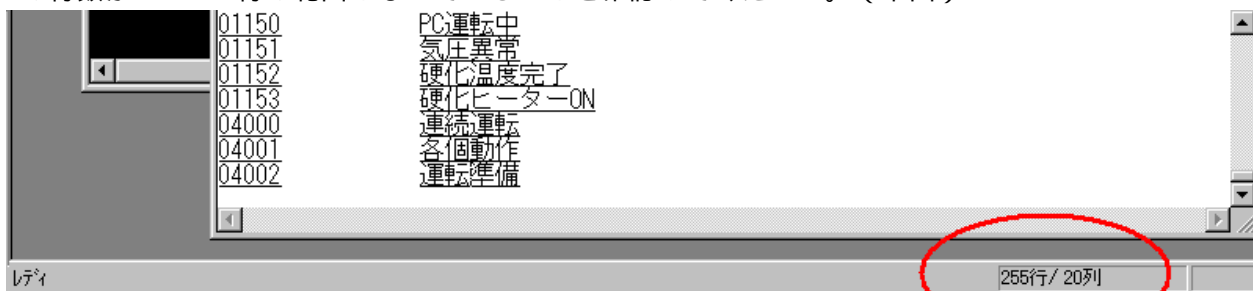 01150 PC運転中
01151 気圧異常
01152 硬化温度完了
01153 硬化ヒーターON
04000 連続運転
04001 各個動作
04002 運転準備
ﾚﾃﾞｨ 255行/ 20列